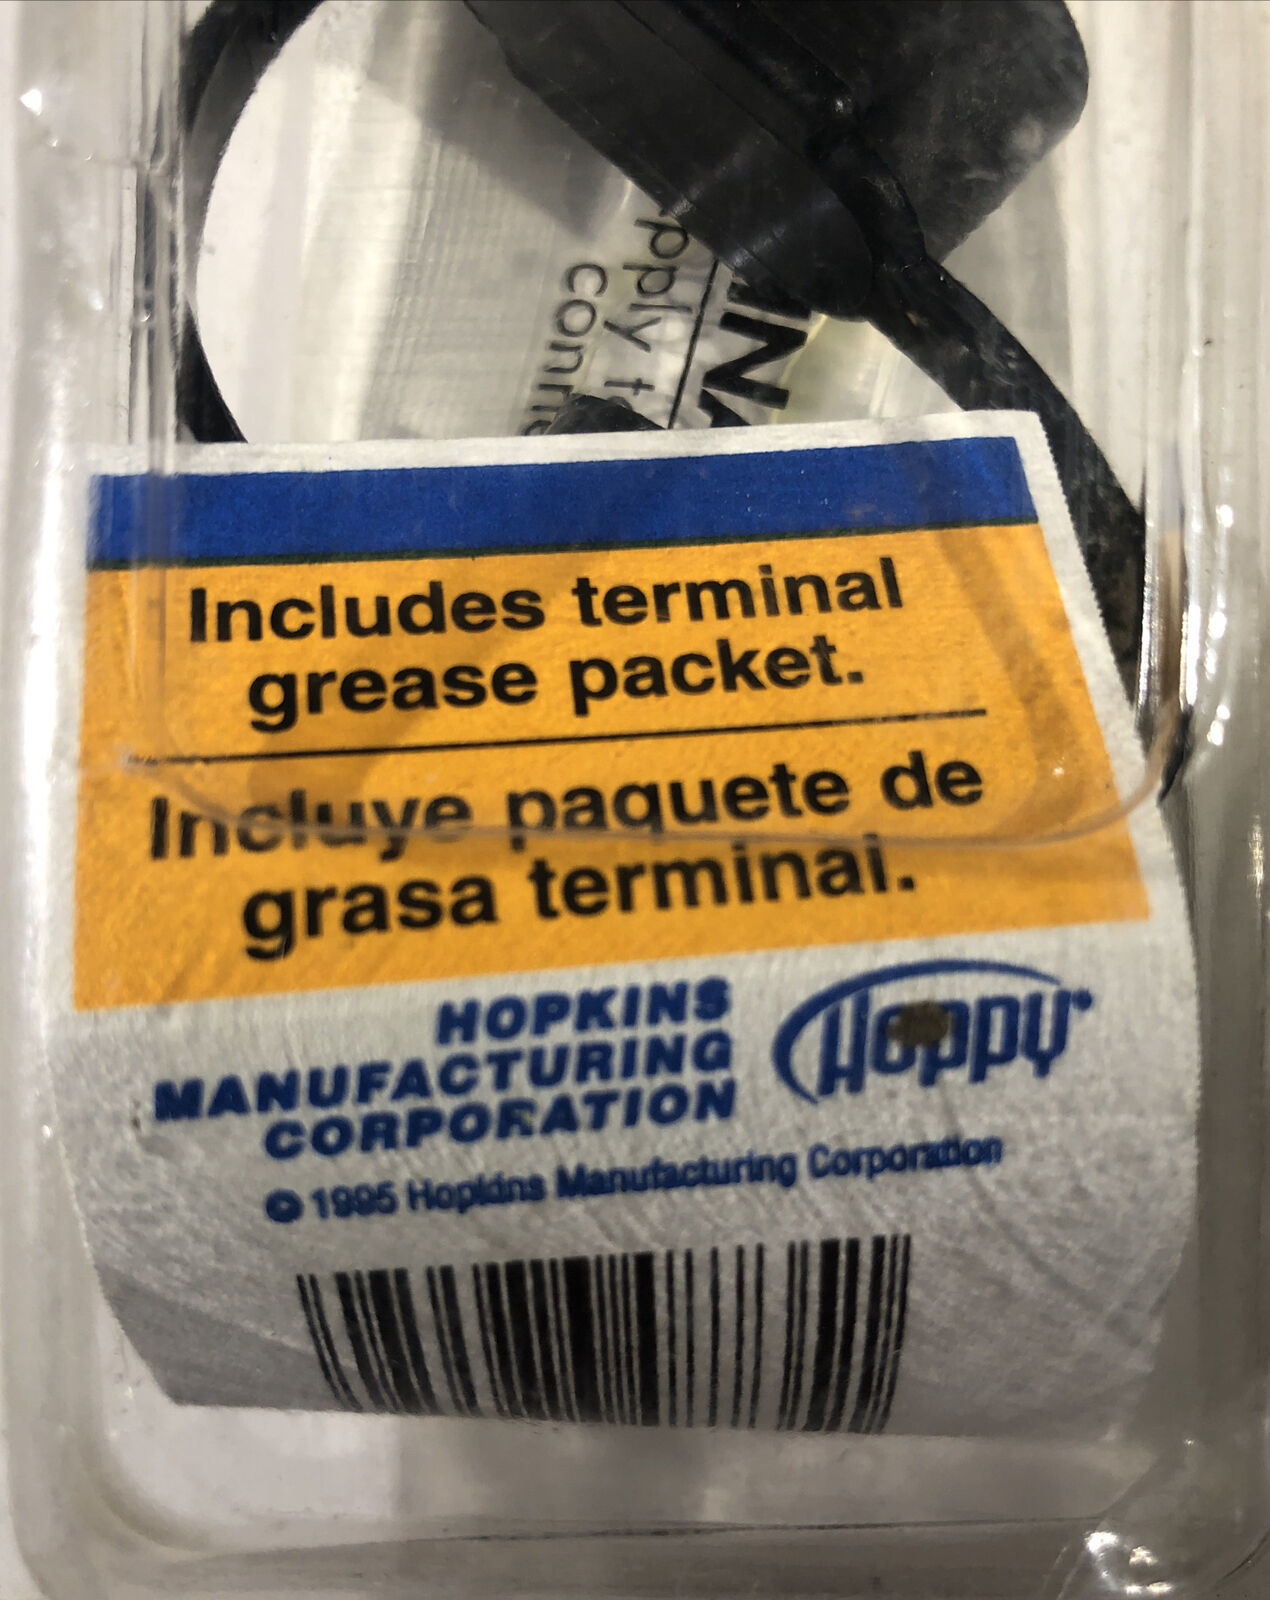 Includes terminal
grease packet.
Incluye paquete de
grasa terminal.
HOPKINS
MANUFACTURING
CORPORATION
Hoppy
© 1995 Hopkins Manufacturing Corporation